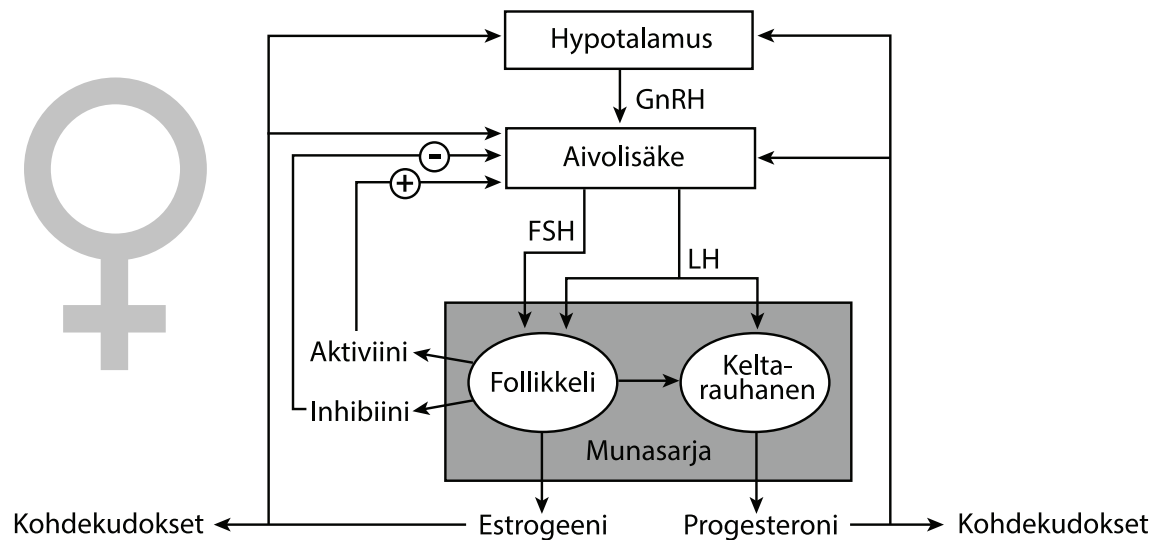 Hypotalamus
GnRH
-
Aivolisäke
+
FSH
LH
Aktiviini
Follikkeli
Kelta-
rauhanen
Inhibiini
Munasarja
Kohdekudokset
Estrogeeni
Progesteroni
Kohdekudokset